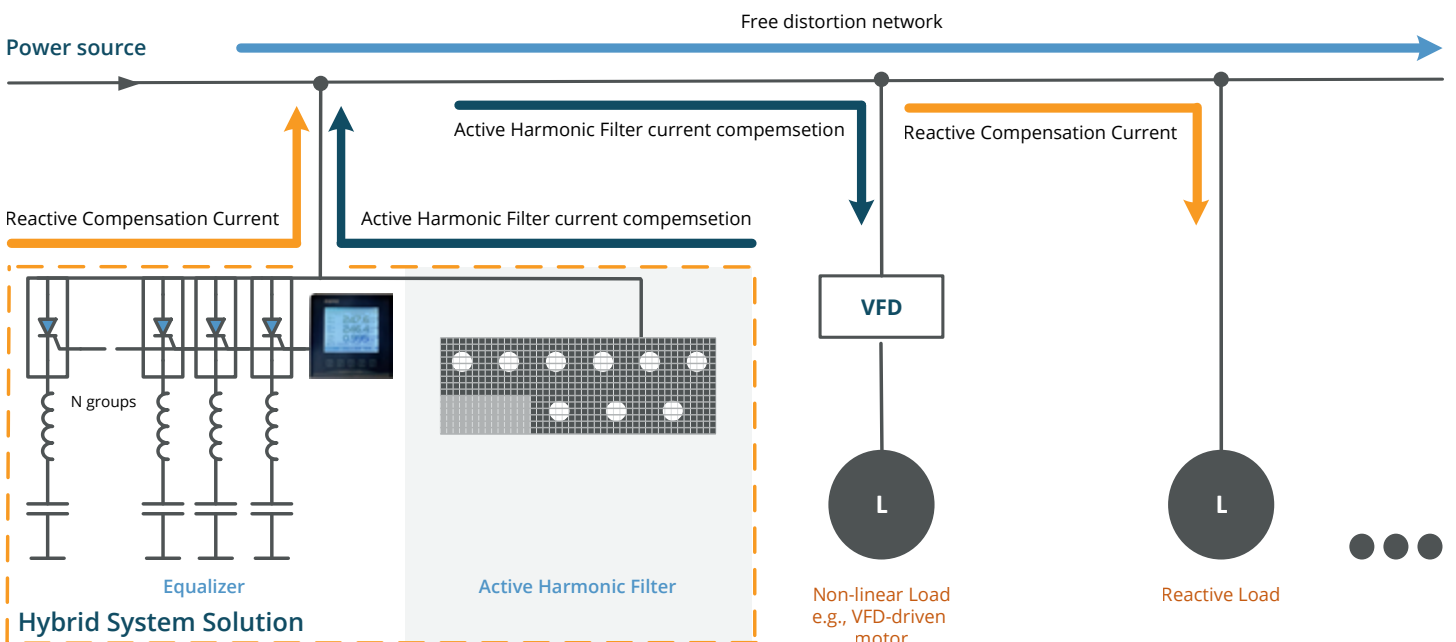 Free distortion network
Power source
Active Harmonic Filter current compemsetion
Reactive Compensation Current
Reactive Compensation Current
Active Harmonic Filter current compemsetion
VFD
N groups
L
L
Equalizer
Active Harmonic Filter
Non-linear Load
e.g., VFD-driven
motor
Reactive Load
Hybrid System Solution